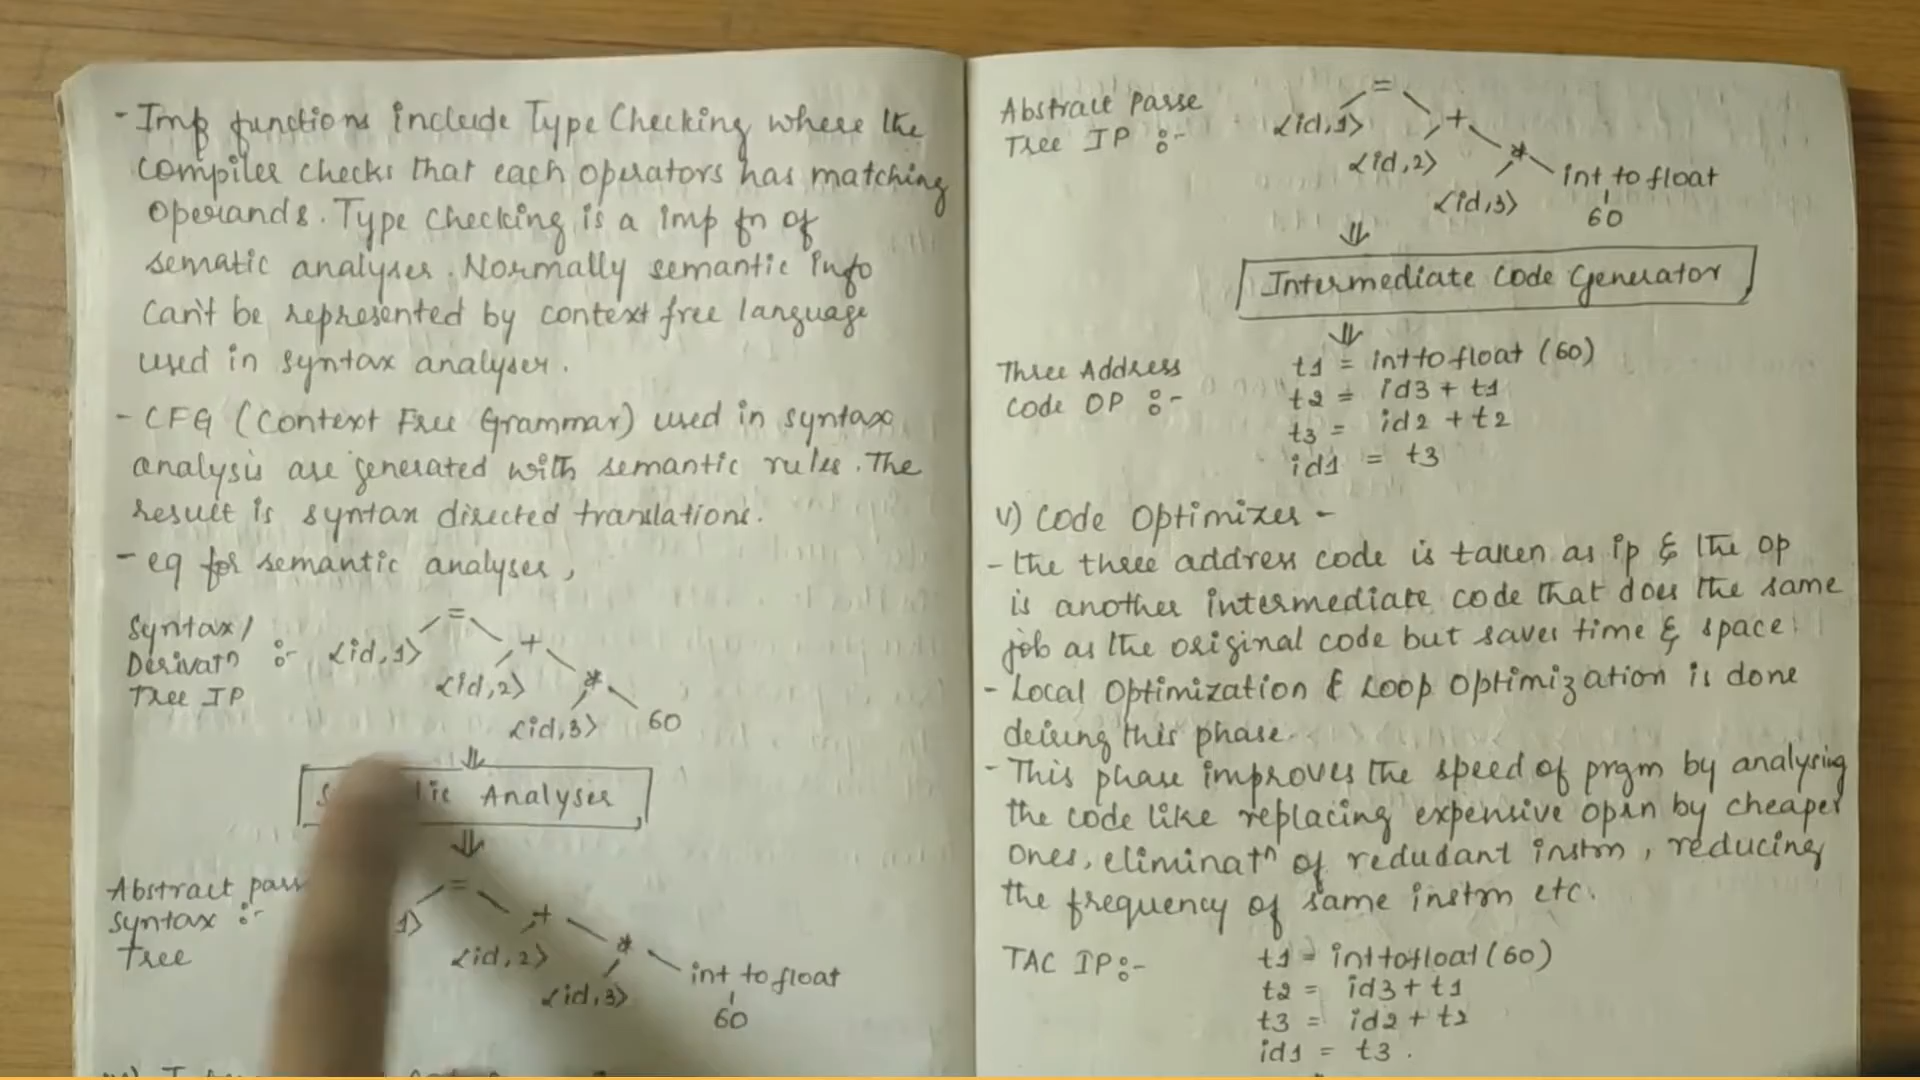 - Imp functions include Type Checking where the
compiler checks that each operators has matching
operands. Type checking is a imp fn of
sematic analyser. Normally semantic info
can't be represented by context free language
used in syntax analyser.
- CFG (Context Free Grammar) used in syntax
analysis are generated with semantic rules. The
result is syntax directed translations.
- eg for semantic analyser,
=
Syntax/
Derivatn :- <id,1> +
Tree IP <id,2> *
<id,3> 60
Analyser
Abstract
Syntax :- =
Tree 1> +
<id,2> *
<id,3> int to float
60
Abstract Parse =
Tree IP :- <id,1> +
<id,2> *
<id,3> int to float
60
Intermediate Code Generator
Three Address t1 = inttofloat (60)
Code OP :- t2 = id3 + t1
t3 = id2 + t2
id1 = t3
V) Code Optimizer -
- the three address code is taken as ip & the op
is another intermediate code that does the same
job as the original code but saves time & space.
- Local Optimization & Loop Optimization is done
during this phase.
- This phase improves the speed of prgm by analysing
the code like replacing expensive opsn by cheaper
ones, eliminatn of redudant instrn, reducing
the frequency of same instrn etc.
TAC IP :- t1 = inttofloat (60)
t2 = id3 + t1
t3 = id2 + t2
id1 = t3.